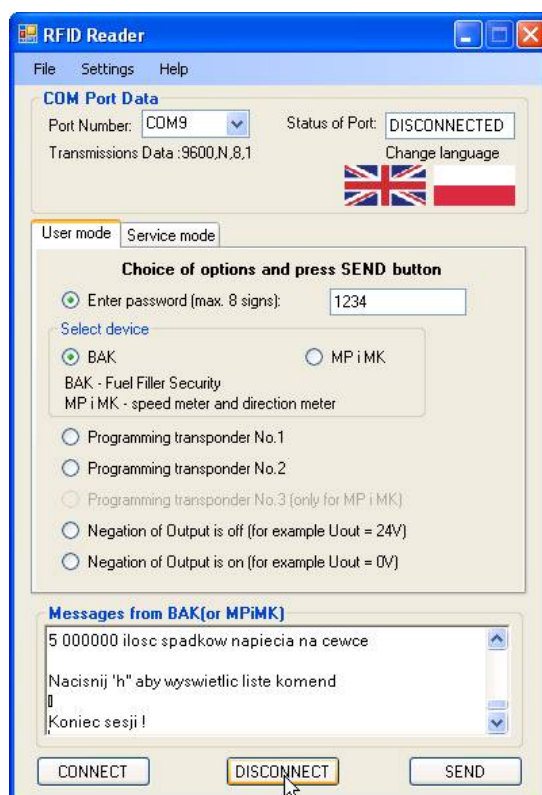 RFID Reader
File Settings Help
COM Port Data
Port Number: COM9 Status of Port: DISCONNECTED
Transmissions Data :9600,N,8,1 Change language
User mode Service mode
Choice of options and press SEND button
Enter password (max. 8 signs): 1234
Select device
BAK MP i MK
BAK - Fuel Filler Security
MP i MK - speed meter and direction meter
Programming transponder No.1
Programming transponder No.2
Programming transponder No.3 (only for MP i MK)
Negation of Output is off (for example Uout = 24V)
Negation of Output is on (for example Uout = 0V)
Messages from BAK(or MPiMK)
5 000000 ilosc spadkow napiecia na cewce
Nacisnij 'h" aby wyswietlic liste komend
Koniec sesji !
CONNECT DISCONNECT SEND